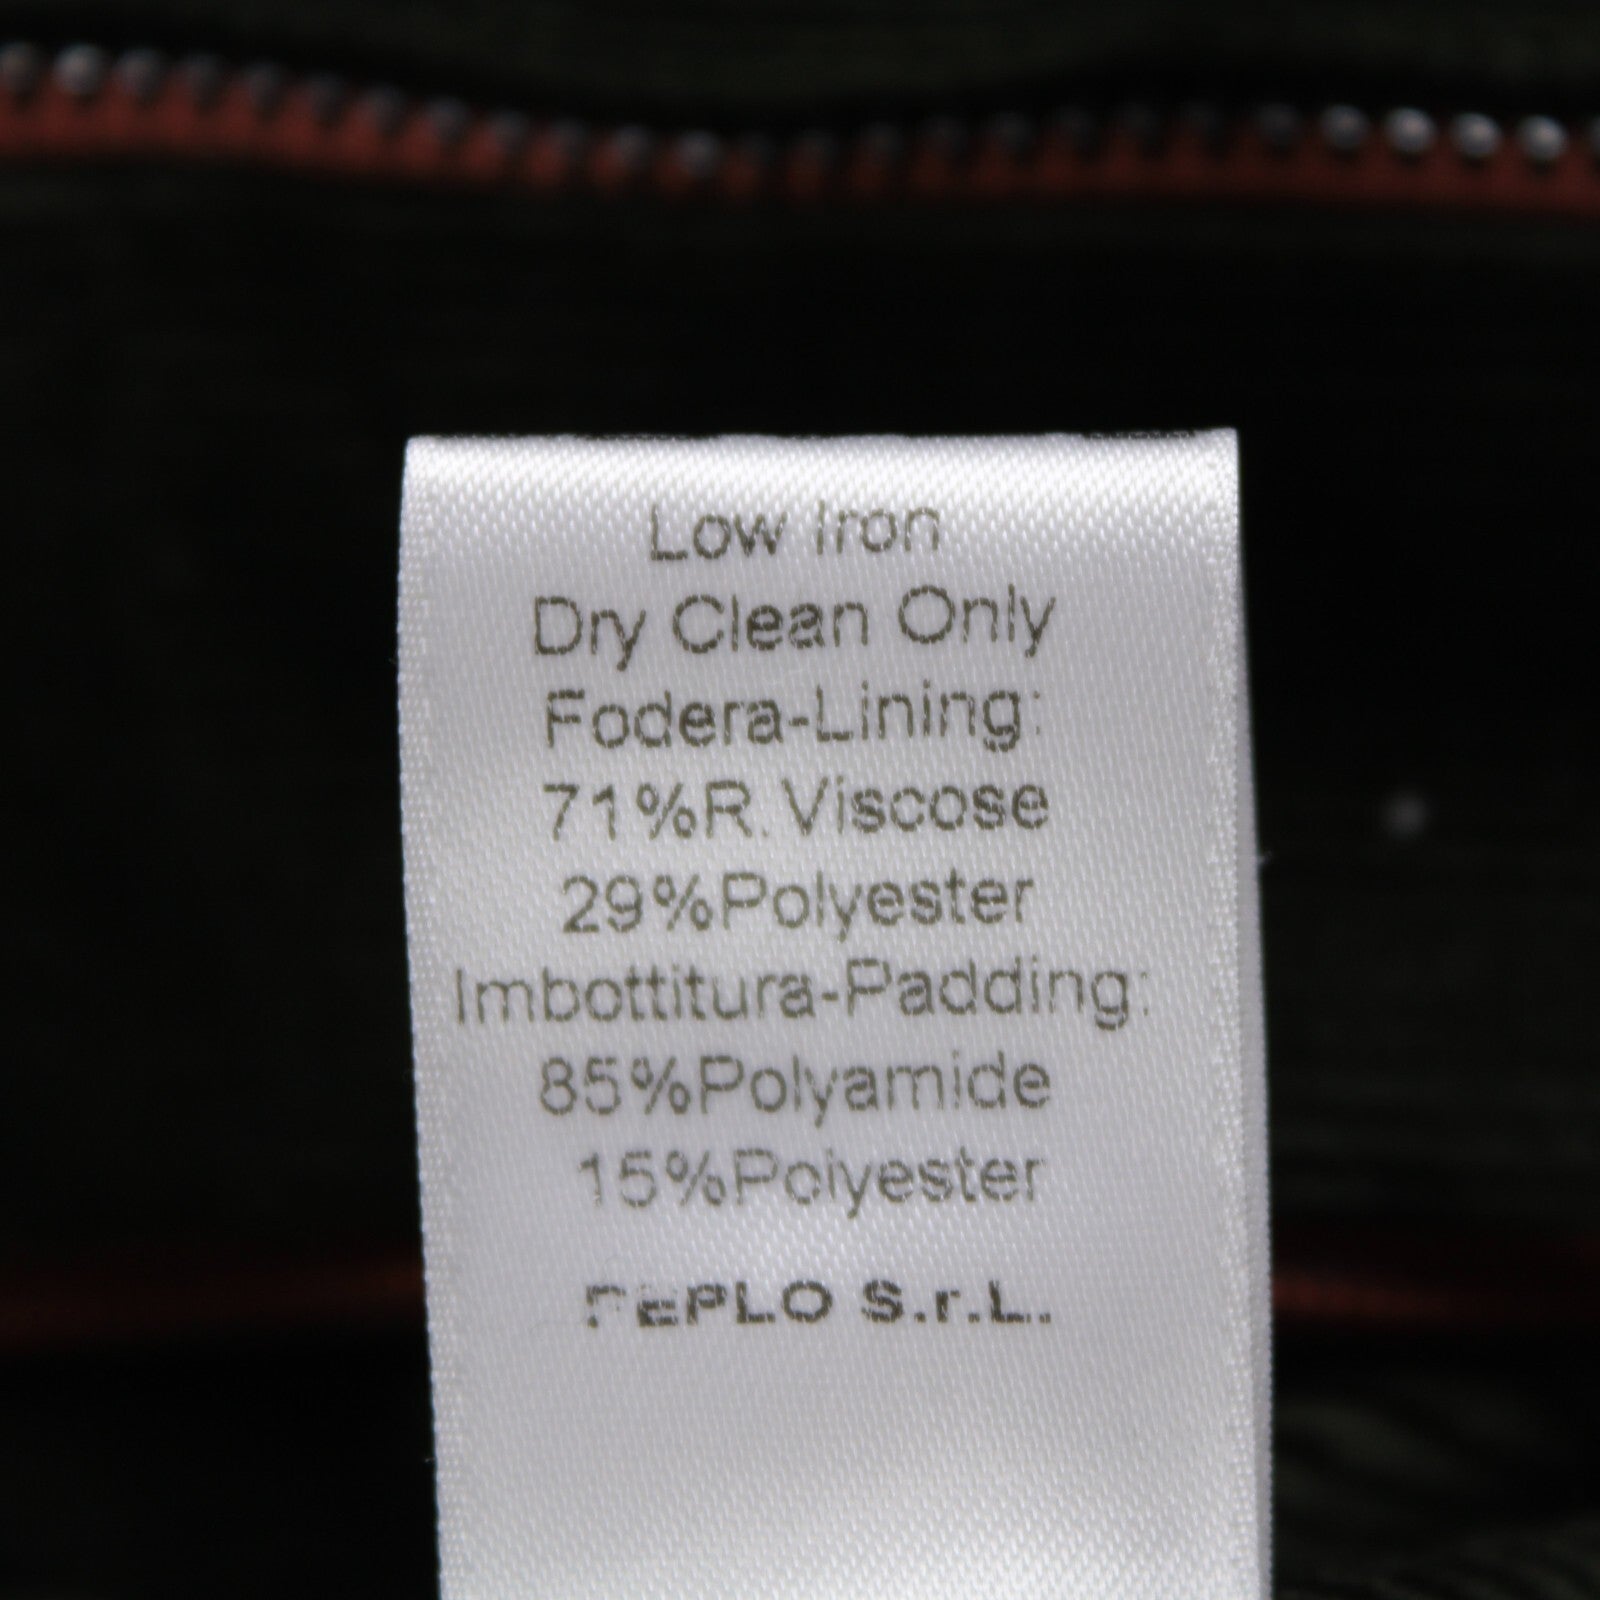 Low Iron
Dry Clean Only
Fodera-Lining:
71%R.Viscose
29%Polyester
Imbottitura-Padding:
85%Polyamide
15%Polyester
PEPLO S.r.L.